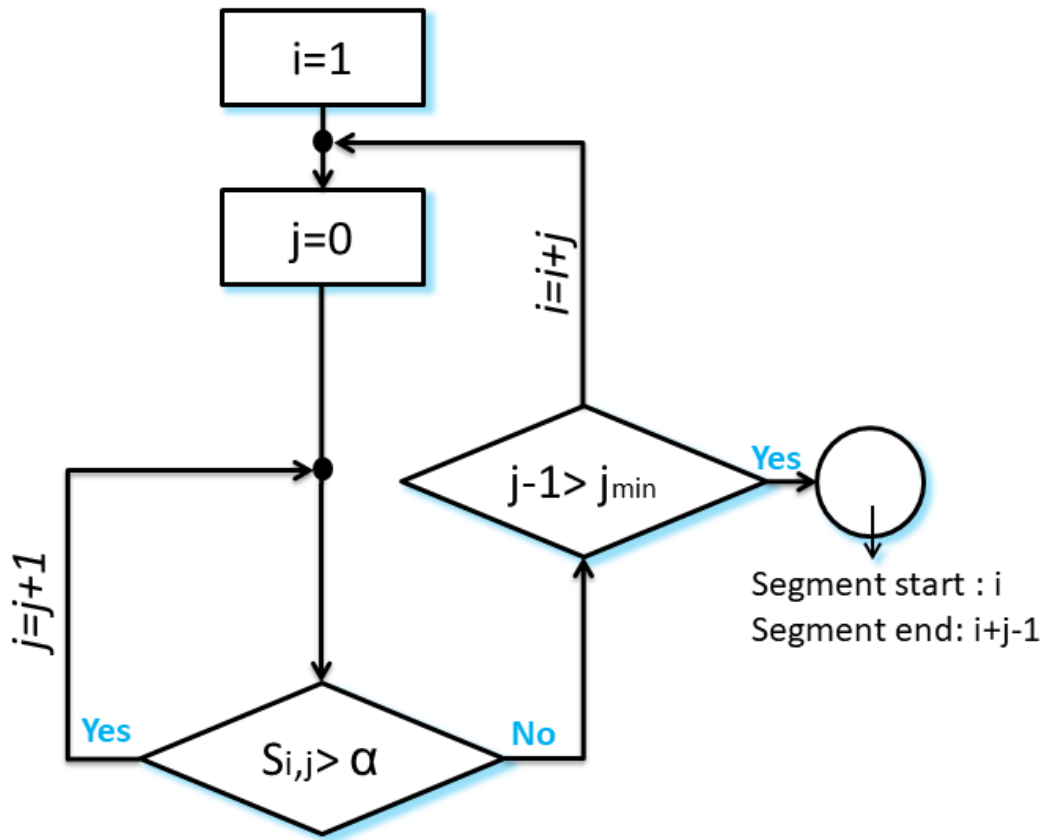 i=1
j=0
i=i+j
j-1> jmin
Yes
Segment start : i
Segment end: i+j-1
j=j+1
Yes
Si,j> α
No